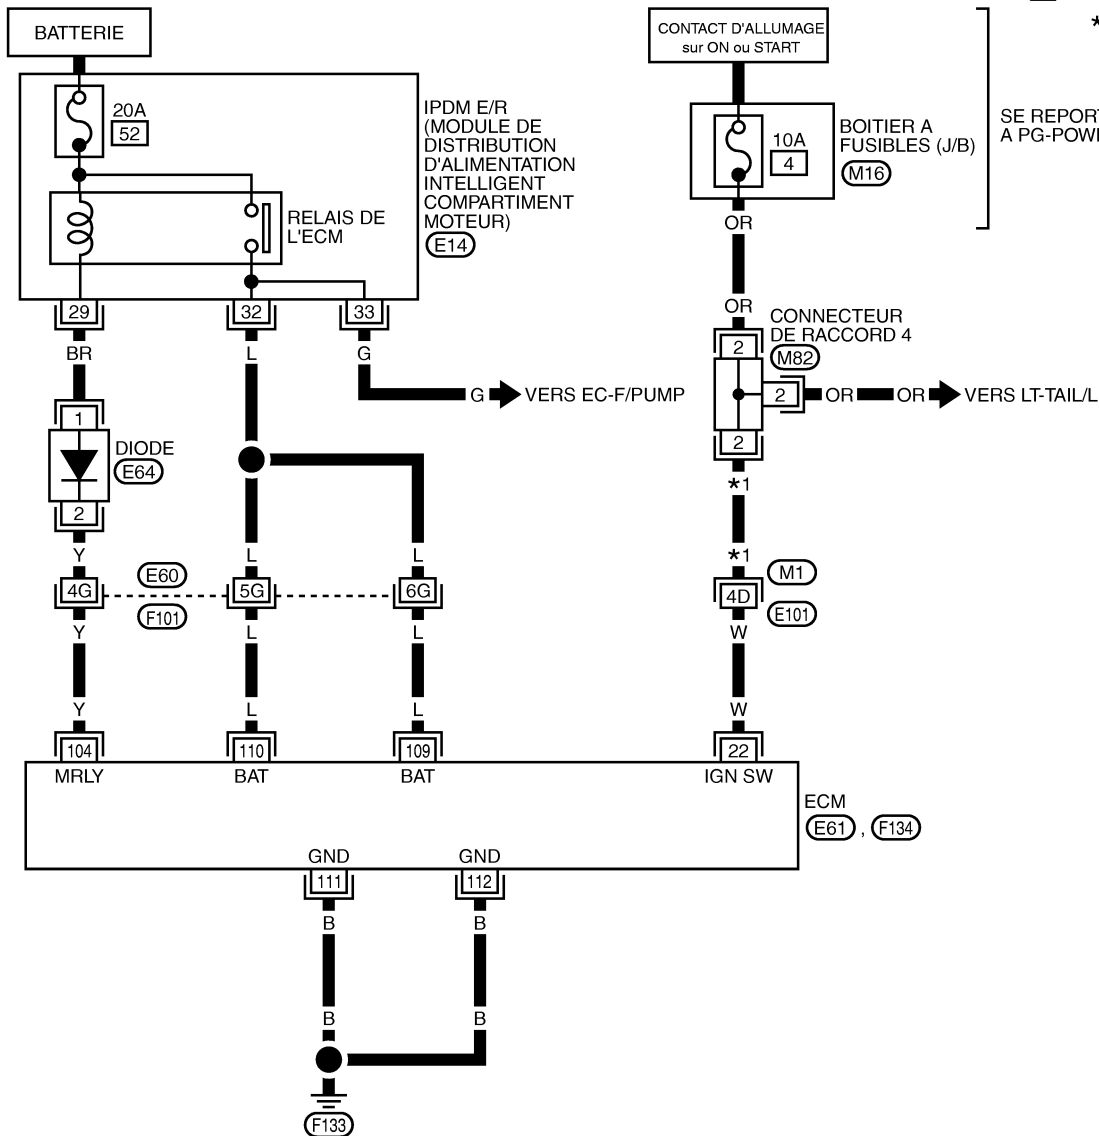 BATTERIE
20A
52
IPDM E/R
(MODULE DE
DISTRIBUTION
D'ALIMENTATION
INTELLIGENT
COMPARTIMENT
MOTEUR)
E14
RELAIS DE
L'ECM
29
32
33
BR
L
G
G
VERS EC-F/PUMP
1
DIODE
E64
2
Y
L
L
4G
E60
F101
5G
6G
Y
L
L
Y
L
L
104
110
109
MRLY
BAT
BAT
CONTACT D'ALLUMAGE
sur ON ou START
10A
4
BOITIER A
FUSIBLES (J/B)
M16
*
SE REPORT
A PG-POW
OR
OR
CONNECTEUR
DE RACCORD 4
M82
2
2
OR
OR
VERS LT-TAIL/L
2
*1
*1
M1
4D
E101
W
W
22
IGN SW
ECM
E61 , F134
GND
GND
111
112
B
B
B
B
F133